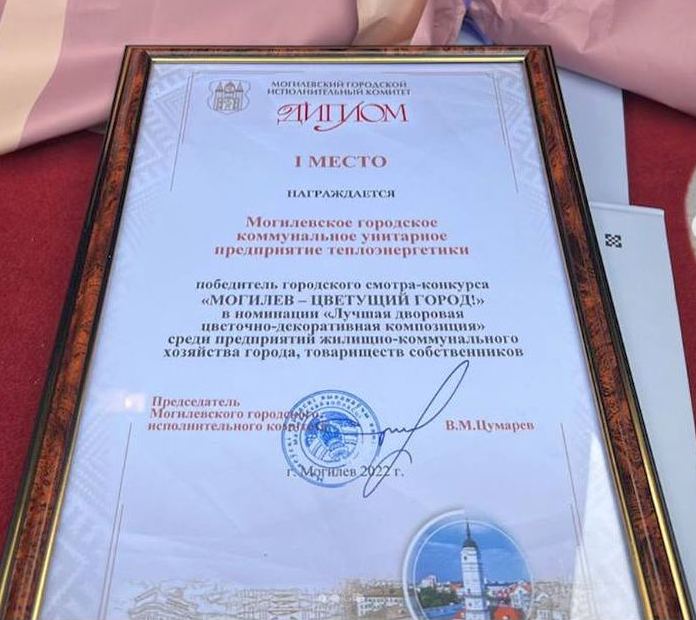 МОГИЛЕВСКИЙ ГОРОДСКОЙ
ИСПОЛНИТЕЛЬНЫЙ КОМИТЕТ
ДИПЛОМ
I МЕСТО
НАГРАЖДАЕТСЯ
Могилевское городское
коммунальное унитарное
предприятие теплоэнергетики
победитель городского смотра-конкурса
«МОГИЛЕВ – ЦВЕТУЩИЙ ГОРОД!»
в номинации «Лучшая дворовая
цветочно-декоративная композиция»
среди предприятий жилищно-коммунального
хозяйства города, товариществ собственников
Председатель
Могилевского городского
исполнительного комитета
В.М.Цумарев
г. Могилев 2022 г.